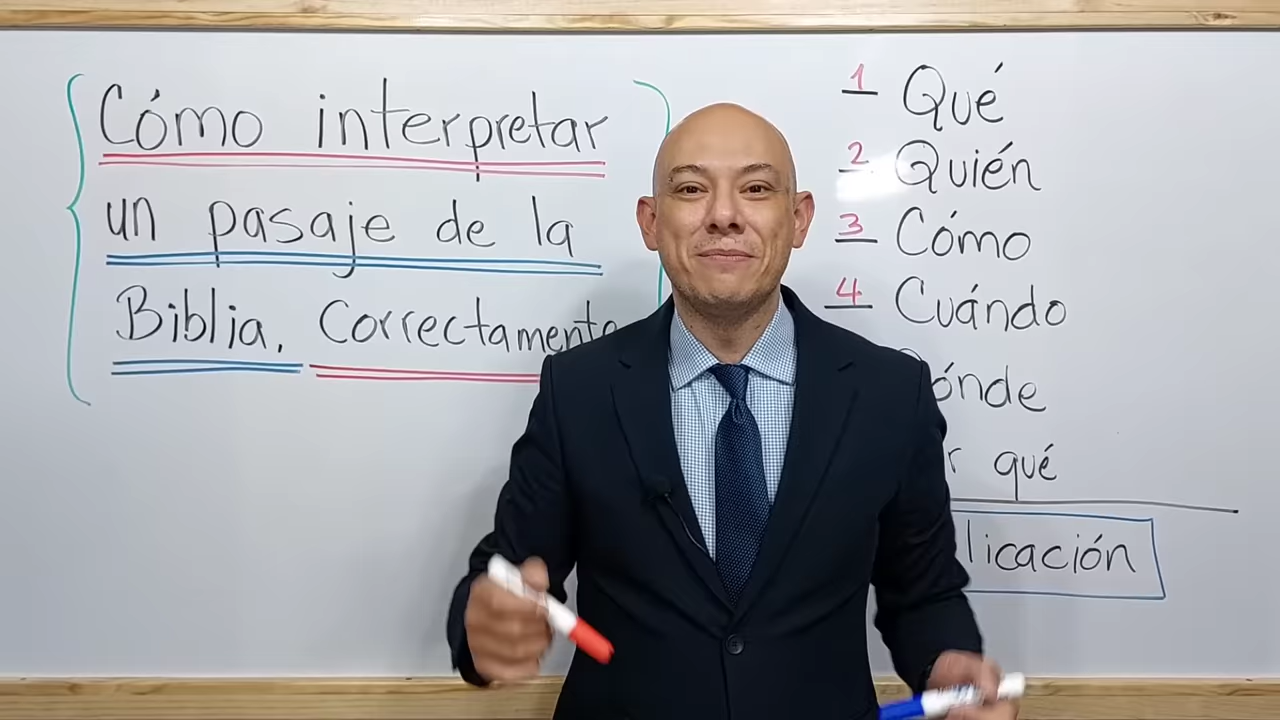 Cómo interpretar
un pasaje de la
Biblia, Correctamente
1 Qué
2 Quién
3 Cómo
4 Cuándo
ónde
r qué
licación